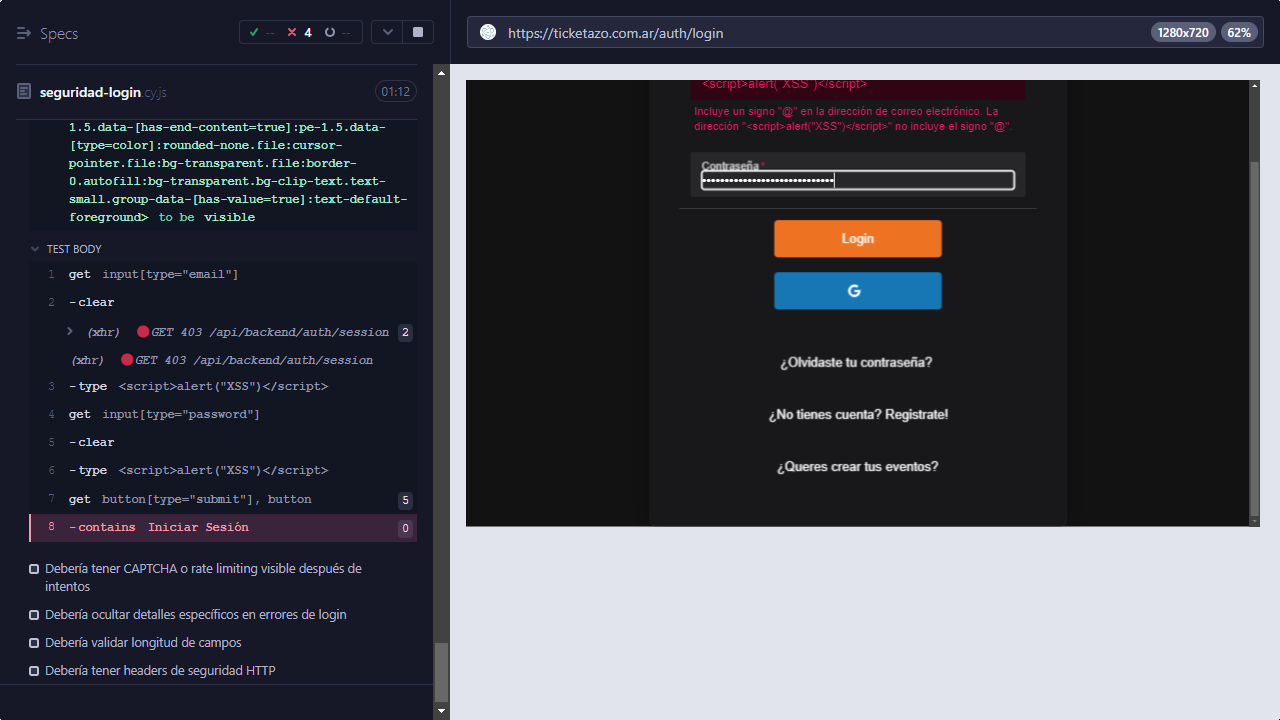 Specs
-- 4 --
seguridad-login.cy.js
01:12
1.5.data-[has-end-content=true]:pe-1.5.data-
[type=color]:rounded-none.file:cursor-
pointer.file:bg-transparent.file:border-
0.autofill:bg-transparent.bg-clip-text.text-
small.group-data-[has-value=true]:text-default-
foreground> to be visible
TEST BODY
1 get input[type="email"]
2 -clear
(xhr) GET 403 /api/backend/auth/session 2
(xhr) GET 403 /api/backend/auth/session
3 -type <script>alert("XSS")</script>
4 get input[type="password"]
5 -clear
6 -type <script>alert("XSS")</script>
7 get button[type="submit"], button 5
8 -contains Iniciar Sesión 0
Debería tener CAPTCHA o rate limiting visible después de
intentos
Debería ocultar detalles específicos en errores de login
Debería validar longitud de campos
Debería tener headers de seguridad HTTP
https://ticketazo.com.ar/auth/login
1280x720 62%
<script>alert("XSS")</script>
Incluye un signo "@" en la dirección de correo electrónico. La
dirección "<script>alert("XSS")</script>" no incluye el signo "@".
Contraseña *
Login
G
¿Olvidaste tu contraseña?
¿No tienes cuenta? Registrate!
¿Queres crear tus eventos?